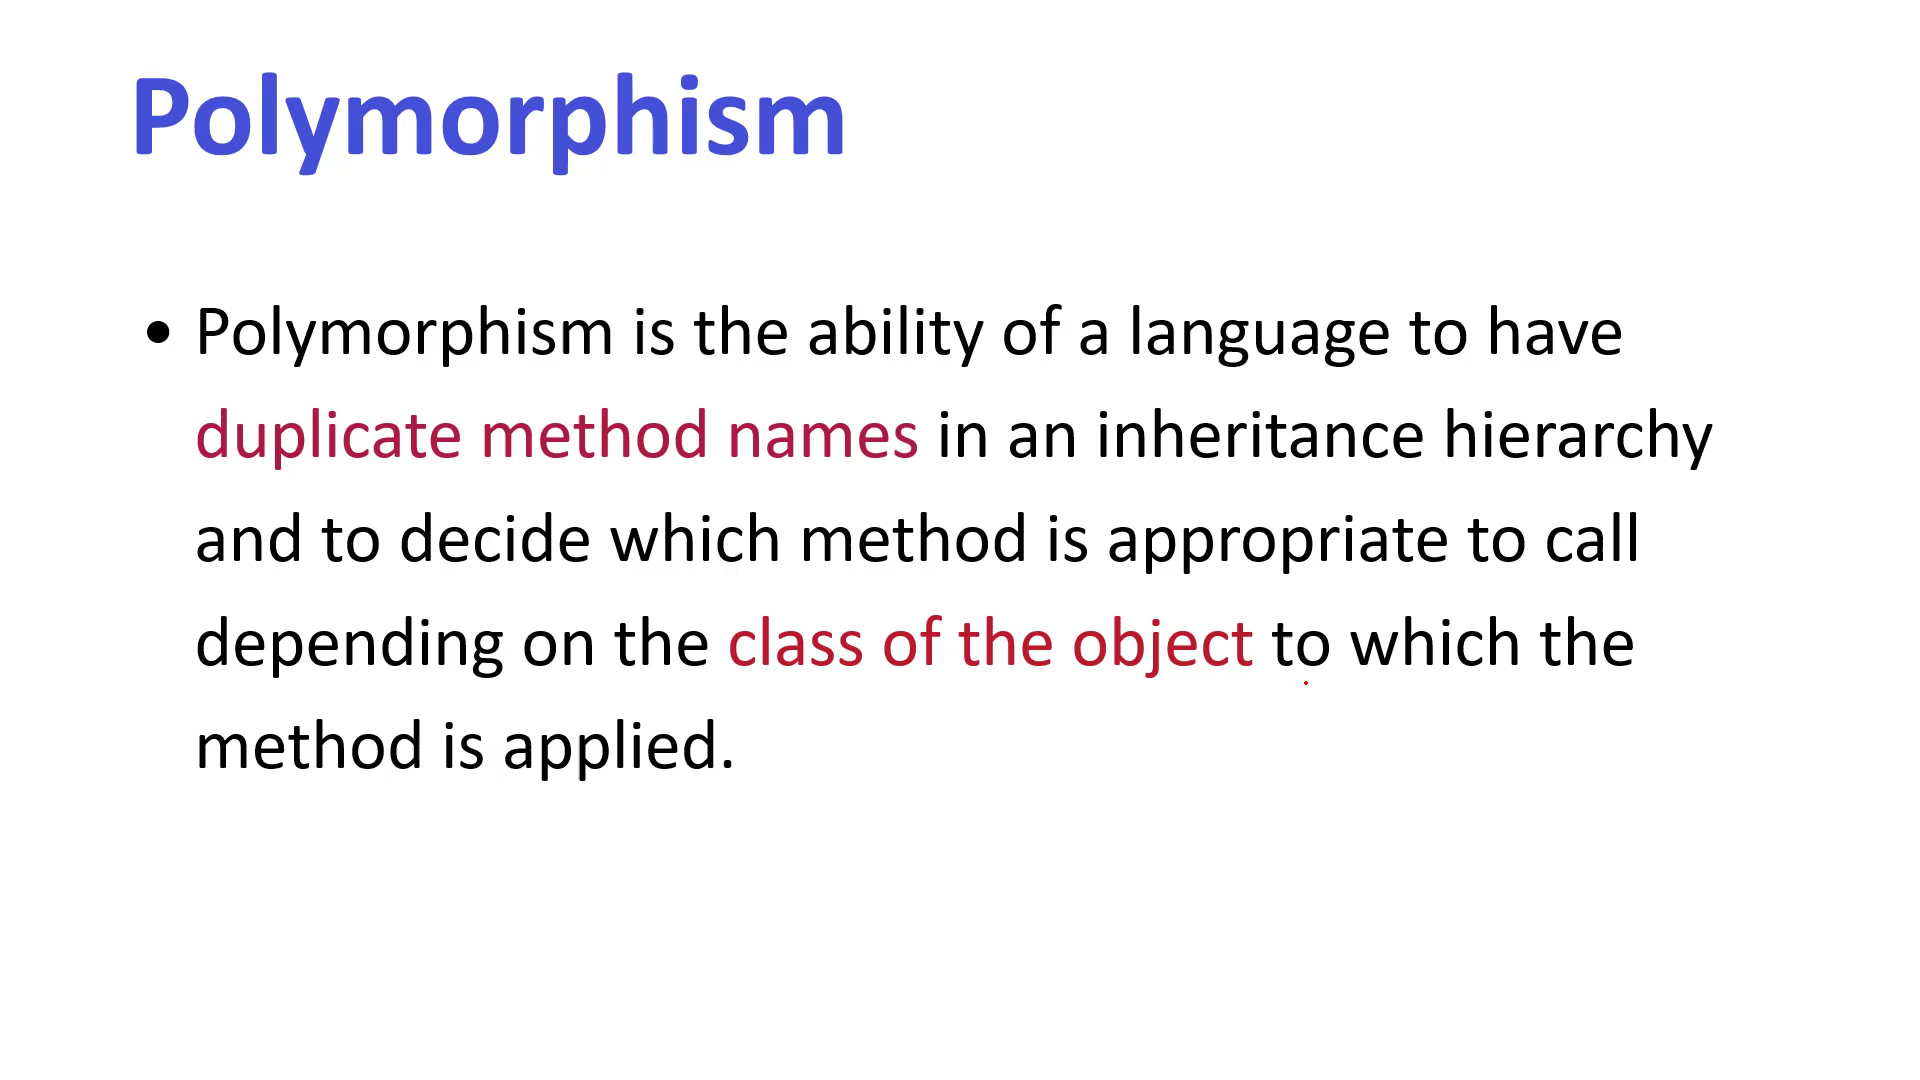 Polymorphism
• Polymorphism is the ability of a language to have
duplicate method names in an inheritance hierarchy
and to decide which method is appropriate to call
depending on the class of the object to which the
method is applied.